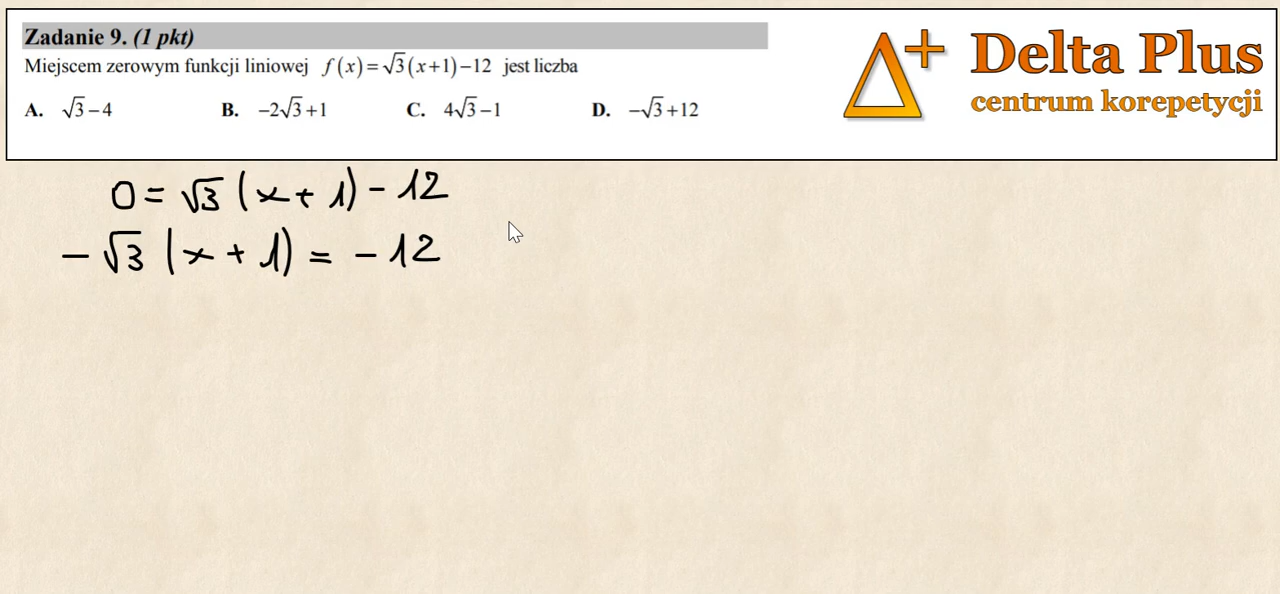 Zadanie 9. (1 pkt)
Miejscem zerowym funkcji liniowej f(x)=√3(x+1)−12 jest liczba
A. √3−4 B. −2√3+1 C. 4√3−1 D. −√3+12
Δ+ Delta Plus
centrum korepetycji
0 = √3 (x+1) − 12
− √3 (x + 1) = − 12